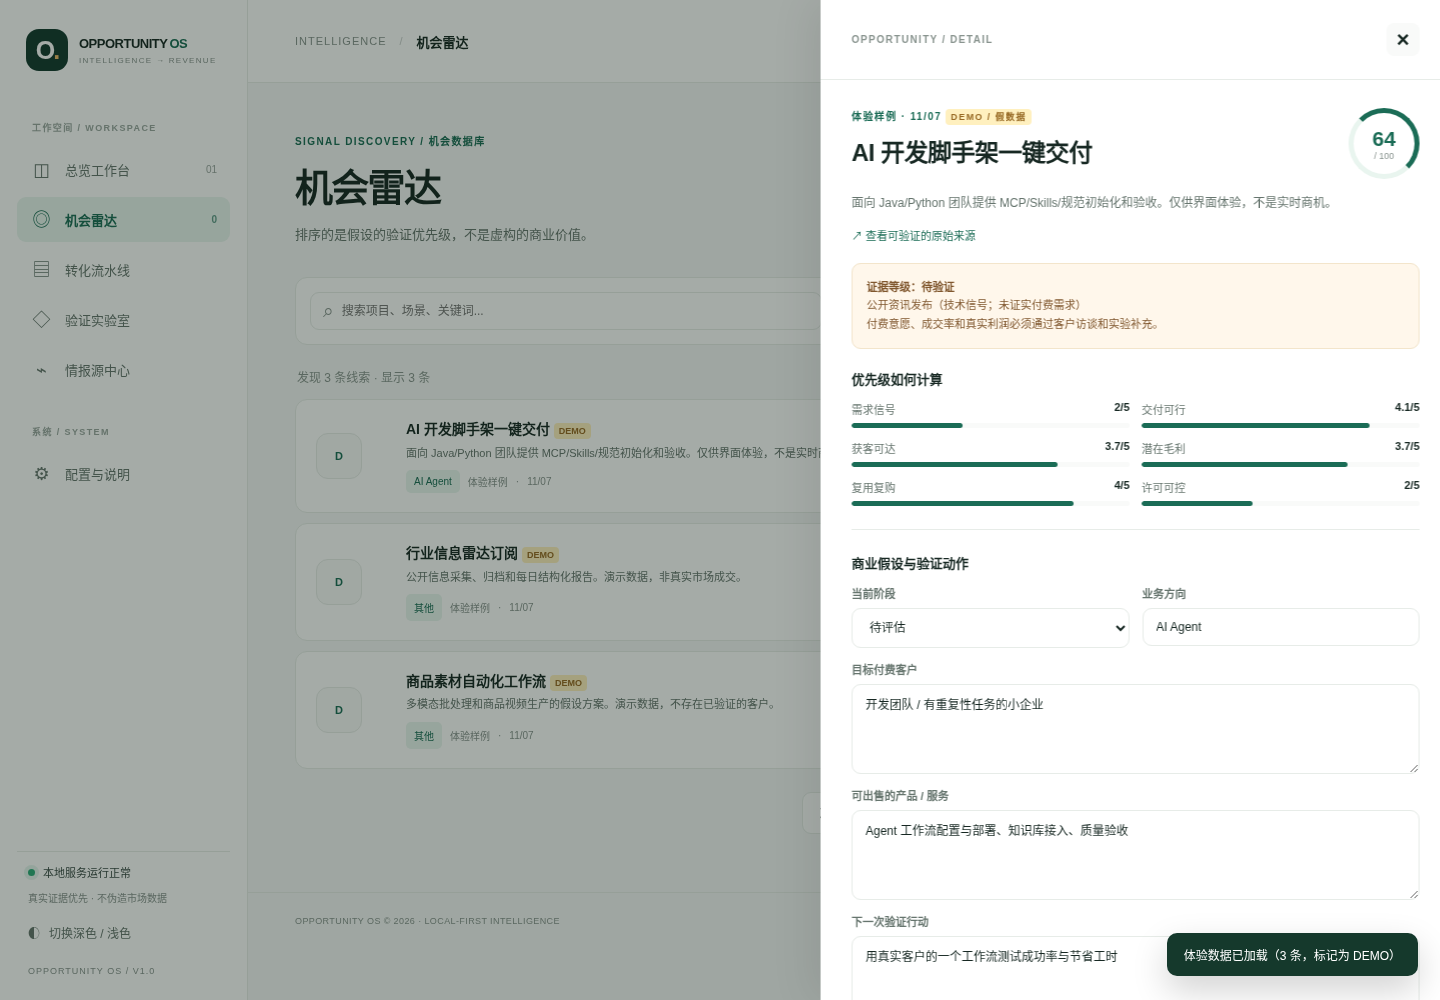 O.
OPPORTUNITY OS
INTELLIGENCE → REVENUE
工作空间 / WORKSPACE
总览工作台 01
机会雷达 0
转化流水线
验证实验室
情报源中心
系统 / SYSTEM
配置与说明
本地服务运行正常
真实证据优先 · 不伪造市场数据
切换深色 / 浅色
OPPORTUNITY OS / V1.0
INTELLIGENCE / 机会雷达
SIGNAL DISCOVERY / 机会数据库
机会雷达
排序的是假设的验证优先级，不是虚构的商业价值。
搜索项目、场景、关键词...
发现 3 条线索 · 显示 3 条
D
AI 开发脚手架一键交付 DEMO
面向 Java/Python 团队提供 MCP/Skills/规范初始化和验收。仅供界面体验，不是实时
AI Agent 体验样例 · 11/07
D
行业信息雷达订阅 DEMO
公开信息采集、归档和每日结构化报告。演示数据，非真实市场成交。
其他 体验样例 · 11/07
D
商品素材自动化工作流 DEMO
多模态批处理和商品视频生产的假设方案。演示数据，不存在已验证的客户。
其他 体验样例 · 11/07
OPPORTUNITY OS © 2026 · LOCAL-FIRST INTELLIGENCE
OPPORTUNITY / DETAIL
✕
体验样例 · 11/07 DEMO / 假数据
AI 开发脚手架一键交付
64
/ 100
面向 Java/Python 团队提供 MCP/Skills/规范初始化和验收。仅供界面体验，不是实时商机。
↗ 查看可验证的原始来源
证据等级：待验证
公开资讯发布（技术信号；未证实付费需求）
付费意愿、成交率和真实利润必须通过客户访谈和实验补充。
优先级如何计算
需求信号 2/5
交付可行 4.1/5
获客可达 3.7/5
潜在毛利 3.7/5
复用复购 4/5
许可可控 2/5
商业假设与验证动作
当前阶段
待评估
业务方向
AI Agent
目标付费客户
开发团队 / 有重复性任务的小企业
可出售的产品 / 服务
Agent 工作流配置与部署、知识库接入、质量验收
下一次验证行动
用真实客户的一个工作流测试成功率与节省工时
体验数据已加载（3 条，标记为 DEMO）